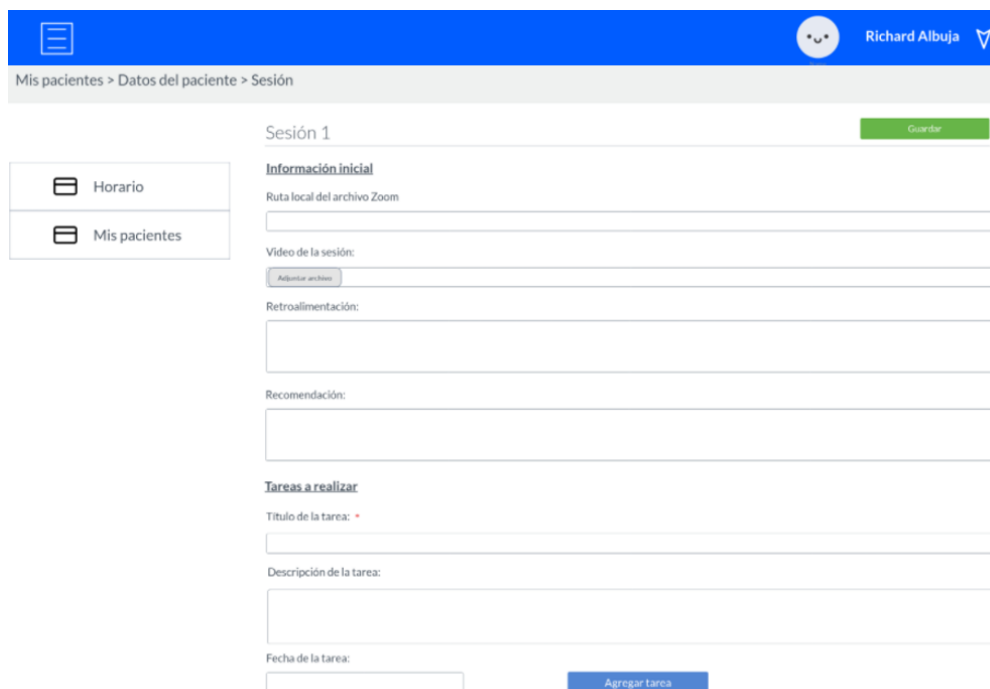 Richard Albuja
Mis pacientes > Datos del paciente > Sesión
Sesión 1
Guardar
Horario
Mis pacientes
Información inicial
Ruta local del archivo Zoom
Video de la sesión:
Adjuntar archivo
Retroalimentación:
Recomendación:
Tareas a realizar
Título de la tarea: *
Descripción de la tarea:
Fecha de la tarea:
Agregar tarea